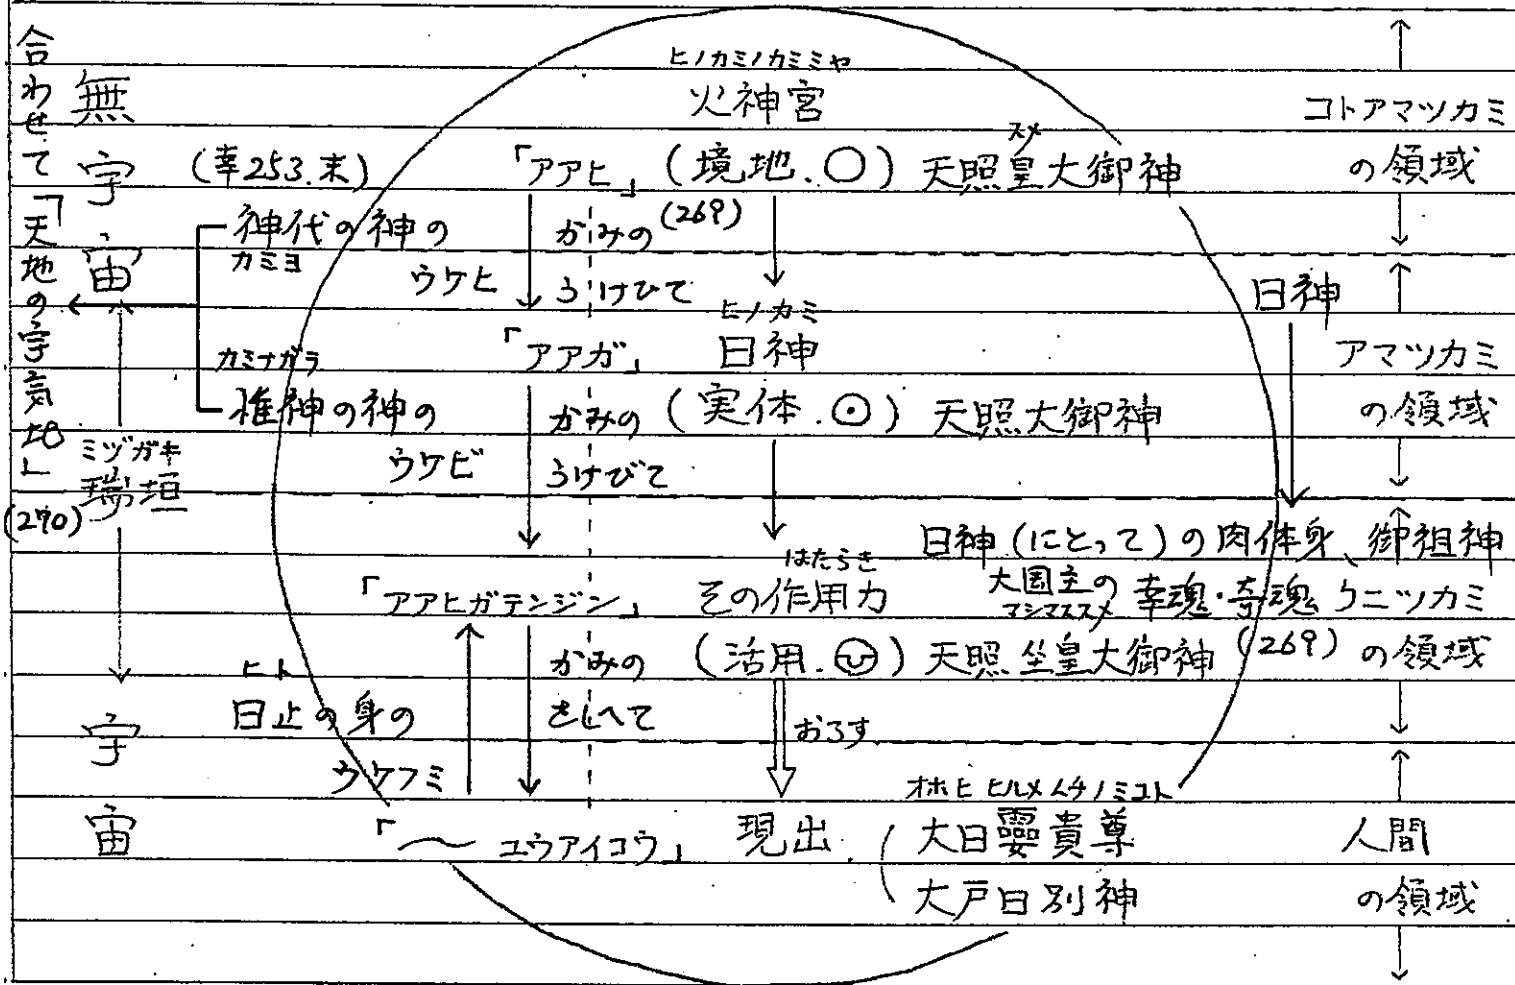 合わせて「天地の宇気比」
(270)
無宇宙
瑞垣
ミヅガキ
宇宙
ヒノカミノカミミヤ
火神宮
コトアマツカミ
の領域
(幸253.末)
「アアヒ」
(境地.○)
スメ
天照皇大御神
神代の神の
カミヨ
ウケヒ
かみの
(269)
うけひて
日神
ヒノカミ
「アアガ」
日神
アマツカミ
の領域
カミナガラ
惟神の神の
ウケビ
かみの
うけびて
(実体.⊙)
天照大御神
日神(にとって)の肉体身、御祖神
「アアヒガテンジン」
はたらき
その作用力
大国主の
幸魂・奇魂
クニツカミ
の領域
マシマススメ
(活用.)
天照坐皇大御神
(269)
ヒト
日止の身の
ウケフミ
かみの
をしへて
おろす
「〜ユウアイコウ」
現出
オホヒヒルメムチノミコト
大日孁貴尊
大戸日別神
人間
の領域